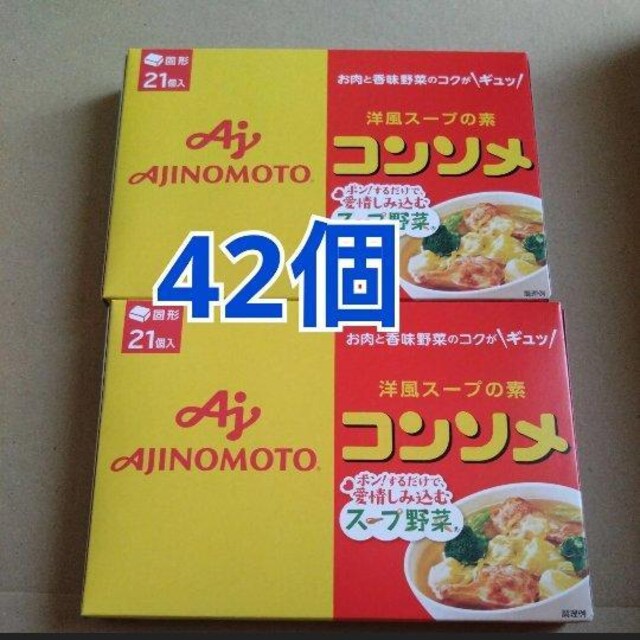 固形
21個入
お肉と香味野菜のコクが\ギュッ/
Aj
AJINOMOTO®
洋風スープの素
コンソメ
ポン!するだけで、
愛情しみ込む
スープ野菜®
調理例
42個
固形
21個入
お肉と香味野菜のコクが\ギュッ/
Aj
AJINOMOTO®
洋風スープの素
コンソメ
ポン!するだけで、
愛情しみ込む
スープ野菜®
調理例